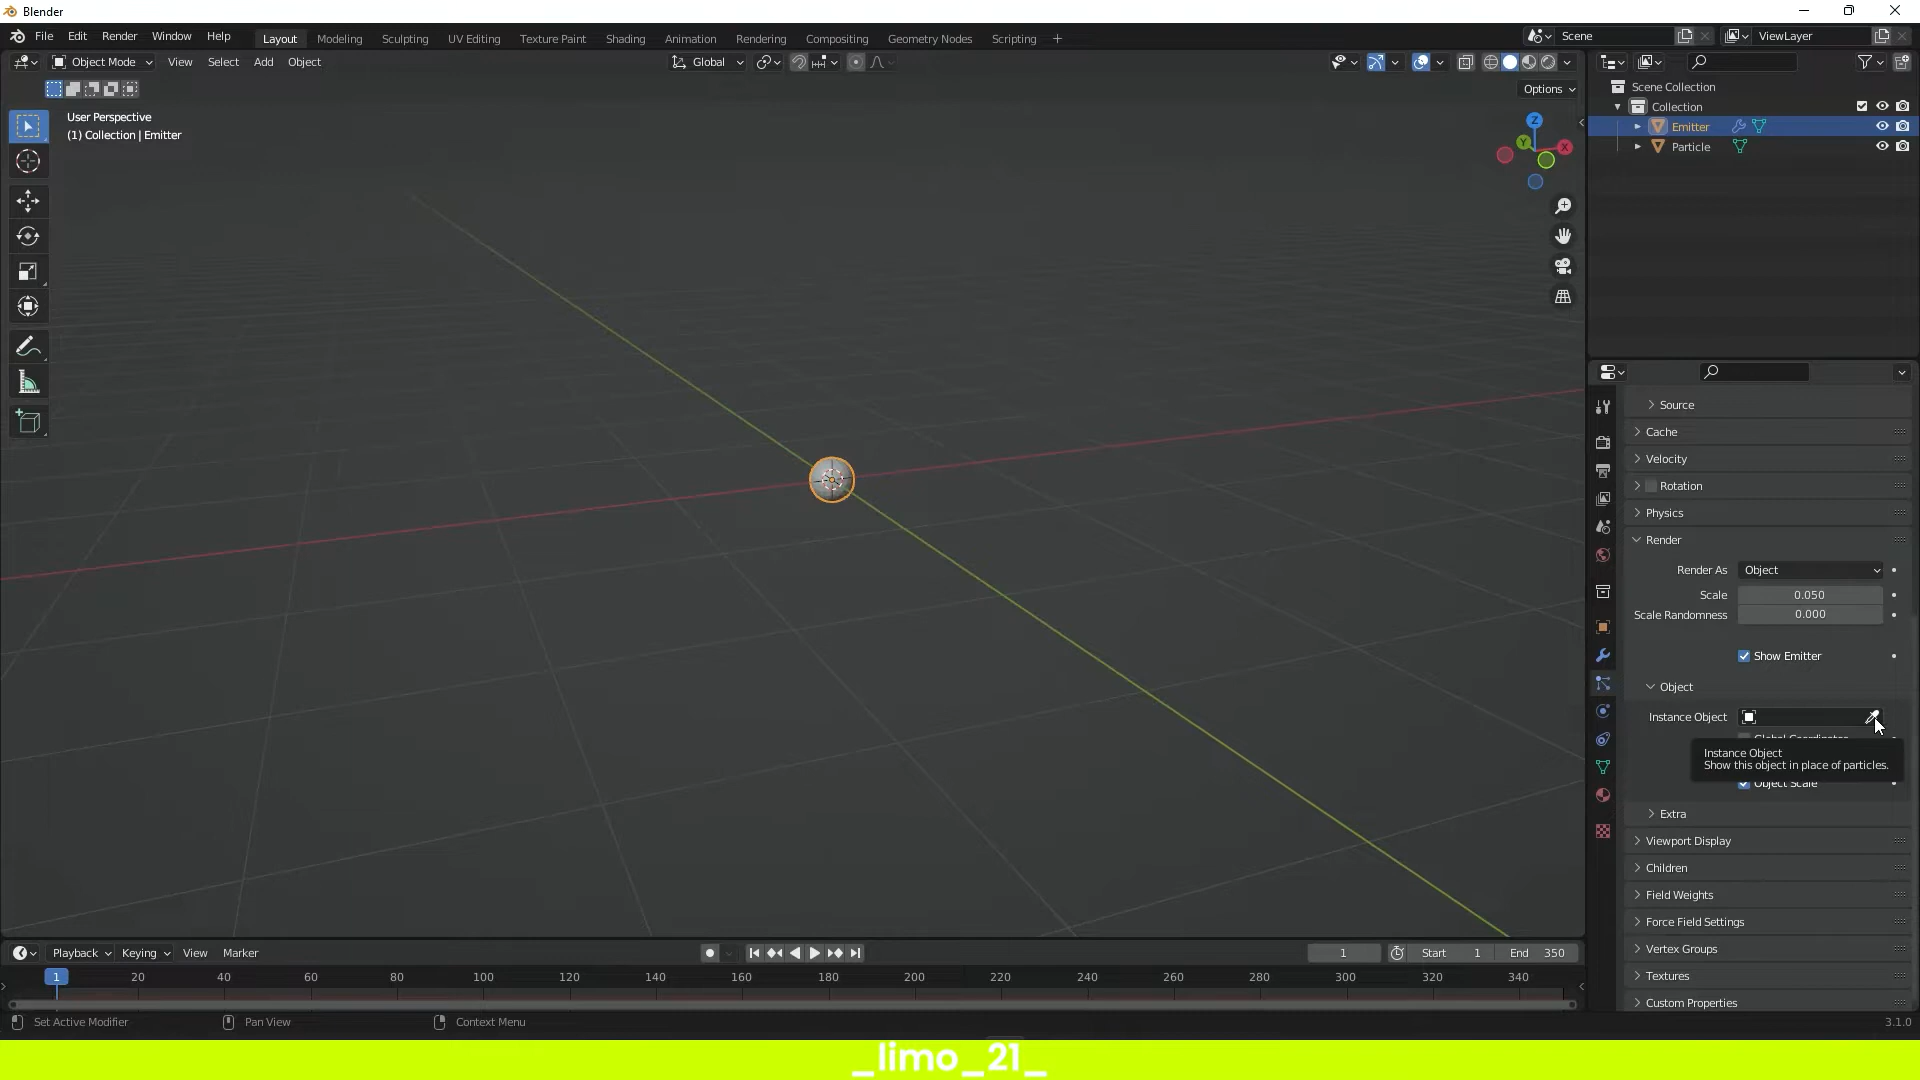 Blender
File Edit Render Window Help
Layout Modeling Sculpting UV Editing Texture Paint Shading Animation Rendering Compositing Geometry Nodes Scripting +
Scene
ViewLayer
Object Mode View Select Add Object
Global
Options
User Perspective
(1) Collection | Emitter
Z
Y
X
Scene Collection
Collection
Emitter
Particle
Source
Cache
Velocity
Rotation
Physics
Render
Render As Object
Scale 0.050
Scale Randomness 0.000
Show Emitter
Object
Instance Object
Global Coordinates
Instance Object
Show this object in place of particles.
Object Scale
Extra
Viewport Display
Children
Field Weights
Force Field Settings
Vertex Groups
Textures
Custom Properties
Playback Keying View Marker
1 Start 1 End 350
1 20 40 60 80 100 120 140 160 180 200 220 240 260 280 300 320 340
Set Active Modifier Pan View Context Menu
3.1.0
_limo_21_